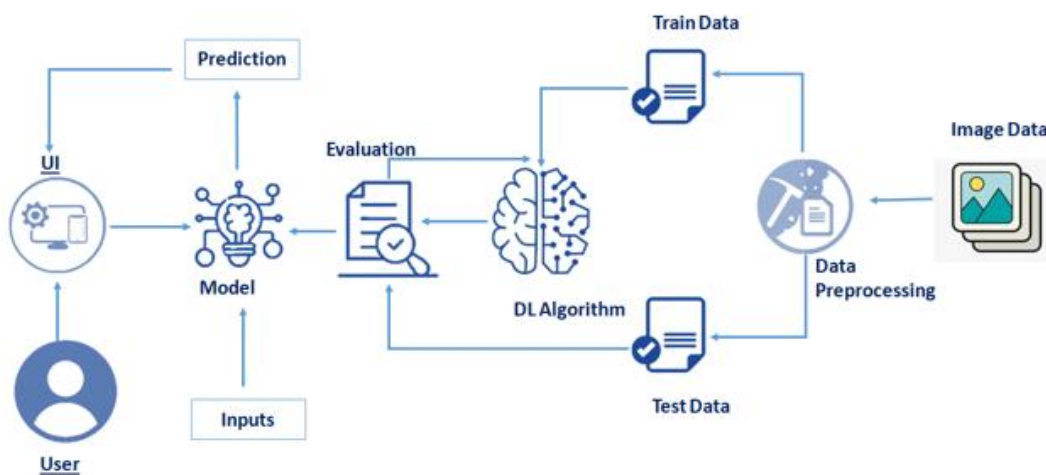 Train Data
Prediction
Image Data
Evaluation
UI
Model
DL Algorithm
Data
Preprocessing
Inputs
Test Data
User